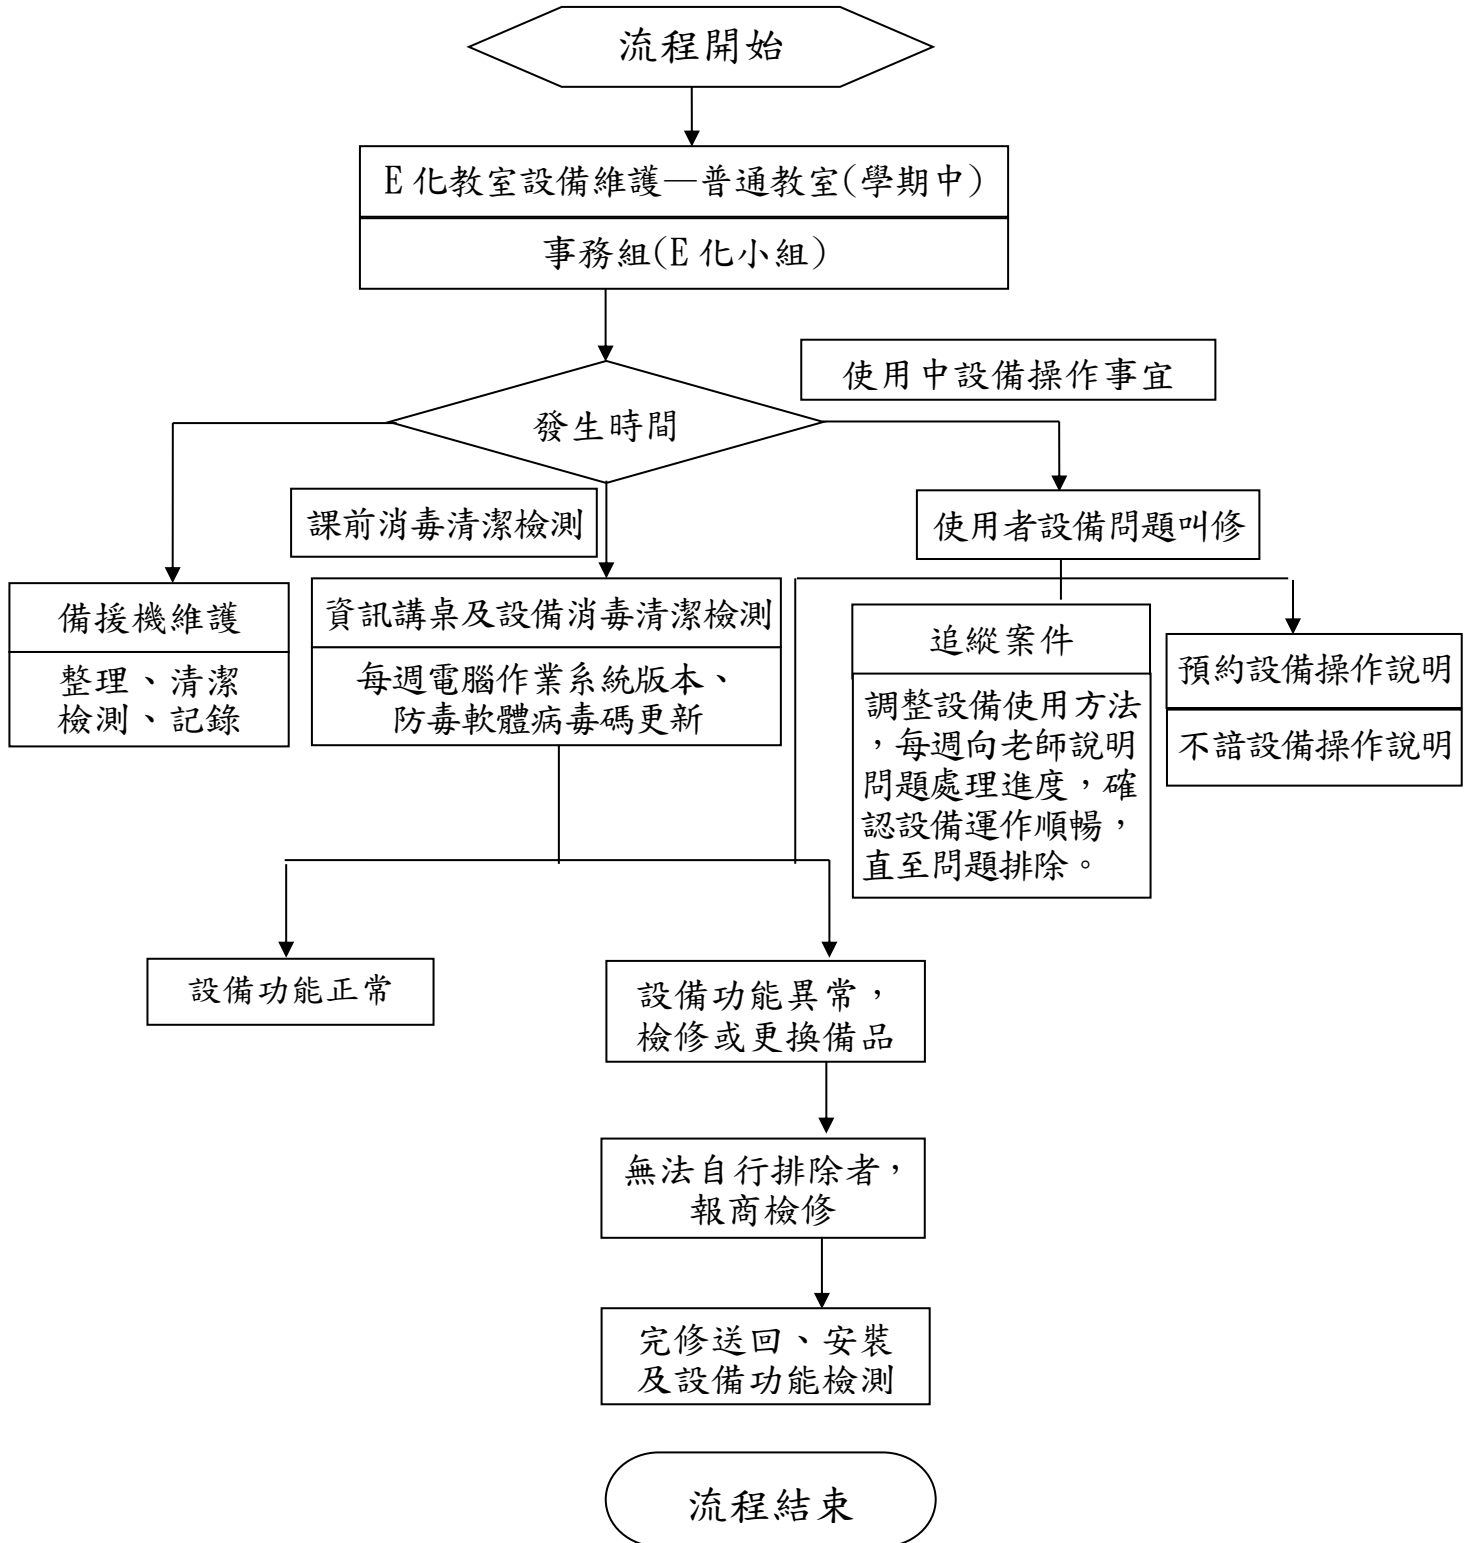 流程開始
E化教室設備維護—普通教室(學期中)
事務組(E化小組)
使用中設備操作事宜
發生時間
課前消毒清潔檢測
使用者設備問題叫修
備援機維護
整理、清潔
檢測、記錄
資訊講桌及設備消毒清潔檢測
每週電腦作業系統版本、
防毒軟體病毒碼更新
追縱案件
調整設備使用方法
，每週向老師說明
問題處理進度，確
認設備運作順暢，
直至問題排除。
預約設備操作說明
不諳設備操作說明
設備功能正常
設備功能異常，
檢修或更換備品
無法自行排除者，
報商檢修
完修送回、安裝
及設備功能檢測
流程結束